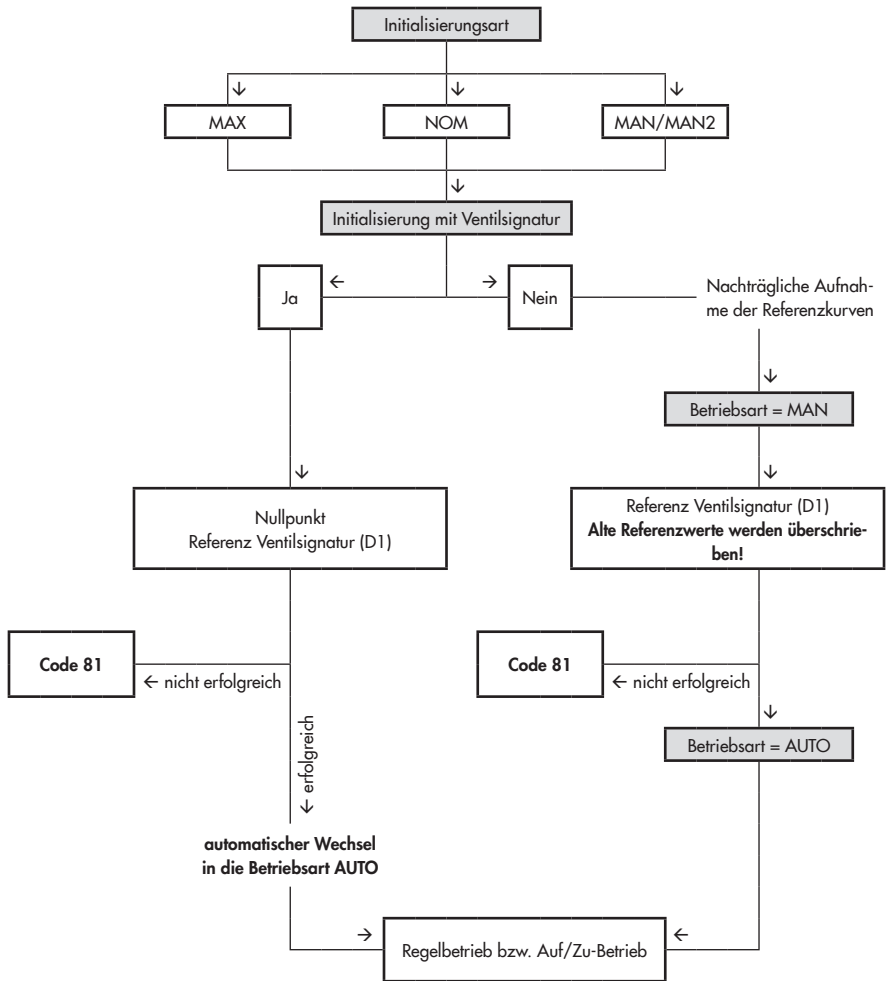 Initialisierungsart
MAX
NOM
MAN/MAN2
Initialisierung mit Ventilsignatur
Ja
Nein
Nachträgliche Aufnah-
me der Referenzkurven
Betriebsart = MAN
Nullpunkt
Referenz Ventilsignatur (D1)
Referenz Ventilsignatur (D1)
Alte Referenzwerte werden überschrie-
ben!
Code 81
← nicht erfolgreich
Code 81
← nicht erfolgreich
← erfolgreich
Betriebsart = AUTO
automatischer Wechsel
in die Betriebsart AUTO
Regelbetrieb bzw. Auf/Zu-Betrieb